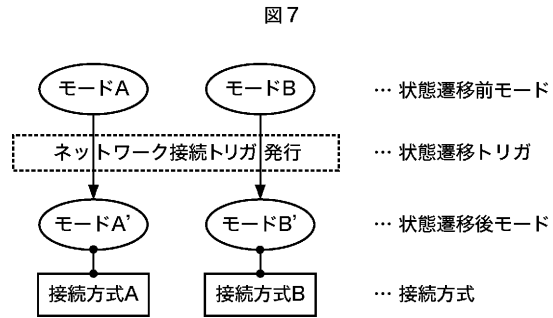 図7
モードA モードB … 状態遷移前モード
ネットワーク接続トリガ 発行 … 状態遷移トリガ
モードA' モードB' … 状態遷移後モード
接続方式A 接続方式B … 接続方式